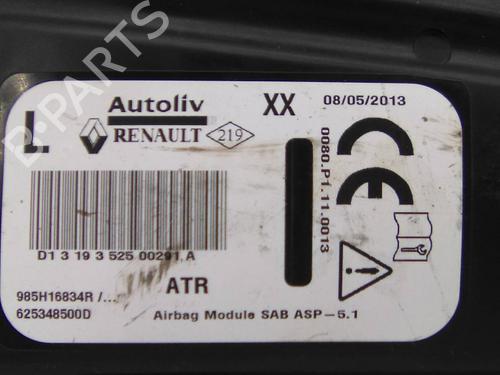 L
Autoliv
XX
08/05/2013
RENAULT
219
0080.P1.11.0013
CE
D1 3 19 3 525 00291 A
ATR
985H16834R /...
625348500D
Airbag Module SAB ASP-5.1
B-PARTS